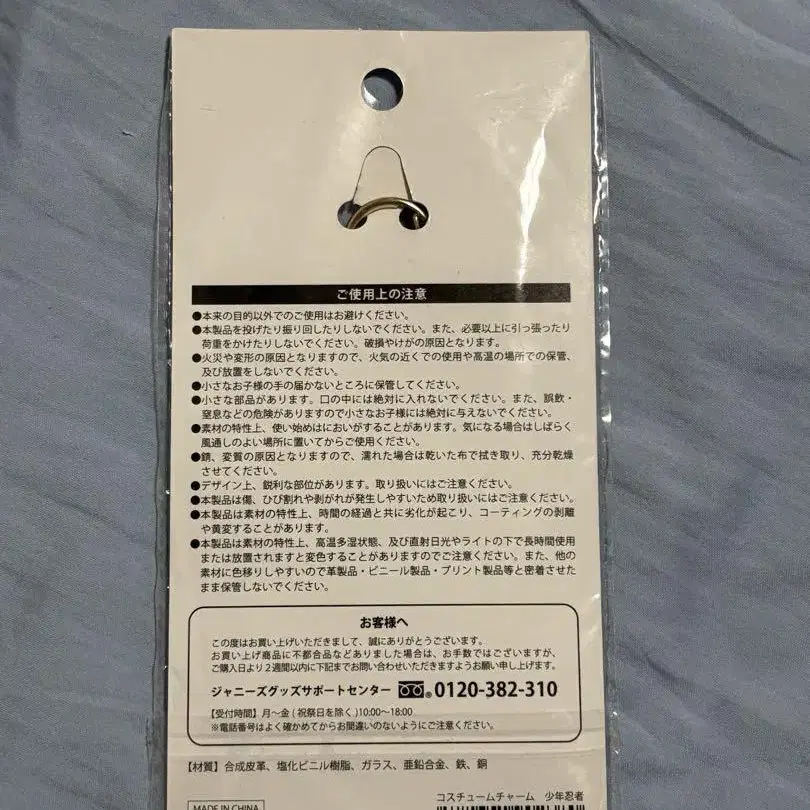 ご使用上の注意
●本来の目的以外でのご使用はお避けください。
●本製品を投げたり振り回したりしないでください。また、必要以上に引っ張ったり
荷重をかけたりしないでください。破損やけがの原因となります。
●火災や変形の原因となりますので、火気の近くでの使用や高温の場所での保管、
及び放置をしないでください。
●小さなお子様の手の届かないところに保管してください。
●小さな部品があります。口の中には絶対に入れないでください。また、誤飲・
窒息などの危険がありますので小さなお子様には絶対に与えないでください。
●素材の特性上、使い始めはにおいがすることがあります。気になる場合はしばらく
風通しのよい場所に置いてからご使用ください。
●錆、変質の原因となりますので、濡れた場合は乾いた布で拭き取り、充分乾燥
させてください。
●デザイン上、鋭利な部位があります。取り扱いにはご注意ください。
●本製品は傷、ひび割れや剥がれが発生しやすいため取り扱いにはご注意ください。
●本製品は素材の特性上、時間の経過と共に劣化が起こり、コーティングの剥離
や黄変することがあります。
●本製品は素材の特性上、高温多湿状態、及び直射日光やライトの下で長時間使用
または放置されますと変色することがありますのでご注意ください。また、他の
素材に色移りしやすいので革製品・ビニール製品・プリント製品等と密着させた
まま保管しないでください。
お客様へ
この度はお買い上げいただきまして、誠にありがとうございます。
お買い上げ商品に不都合品などありました場合は、お手数ではございますが、
ご購入日より2週間以内に下記までお問い合わせいただきますようお願い申し上げます。
ジャニーズグッズサポートセンター ®0120-382-310
【受付時間】月～金(祝祭日を除く)10:00～18:00
※電話番号はよく確かめてからお間違いのないようにご注意ください。
【材質】合成皮革、塩化ビニル樹脂、ガラス、亜鉛合金、鉄、銅
コスチュームチャーム 少年忍者
MADE IN CHINA